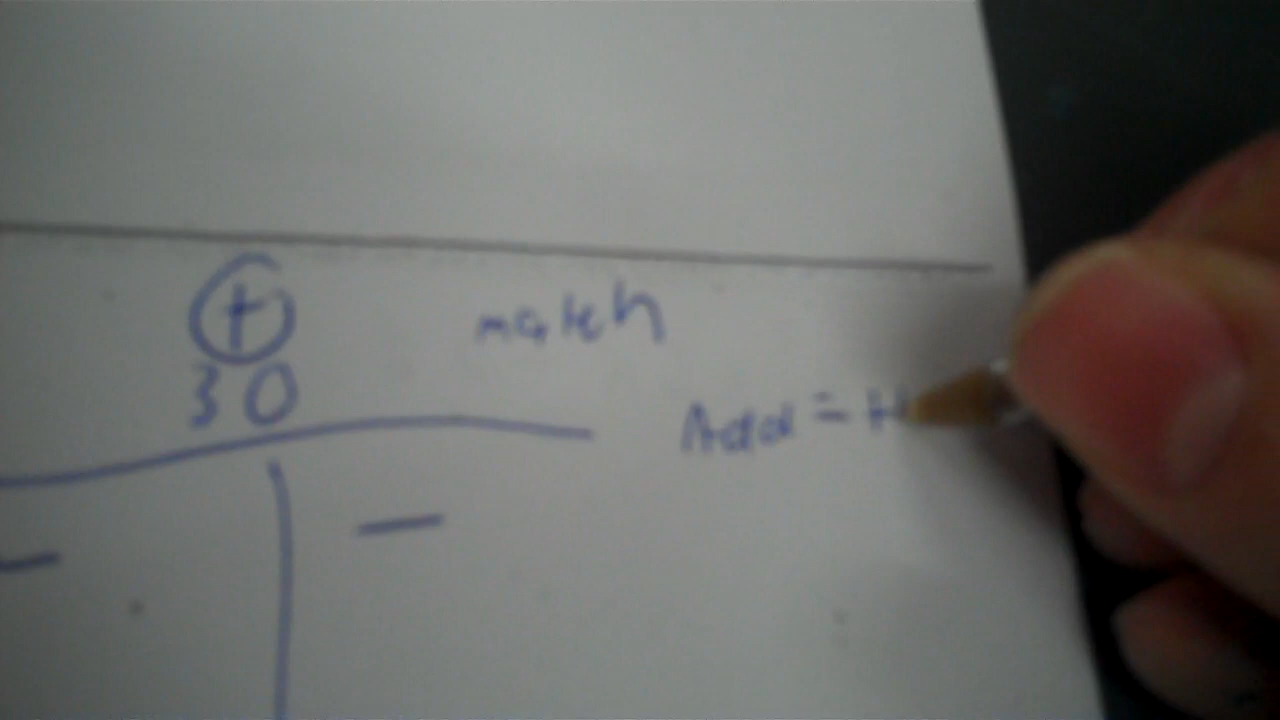 +
match
30
Add =
- -